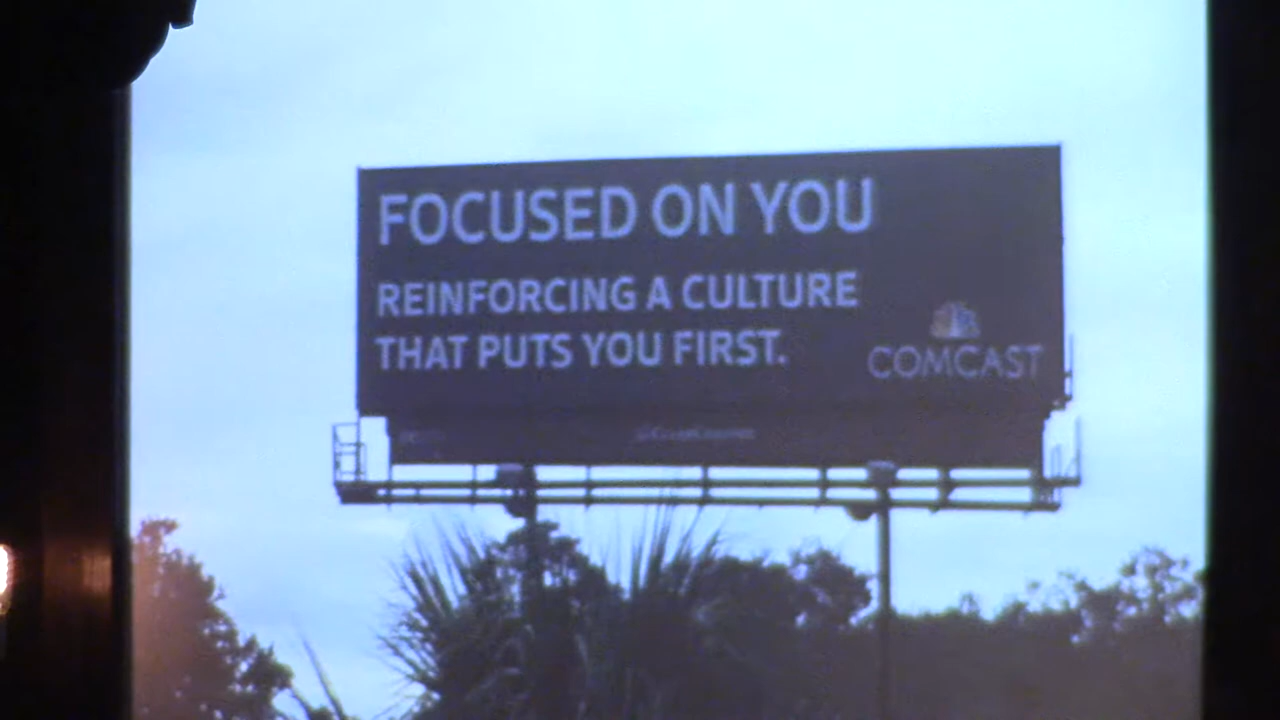 FOCUSED ON YOU
REINFORCING A CULTURE
THAT PUTS YOU FIRST.
COMCAST